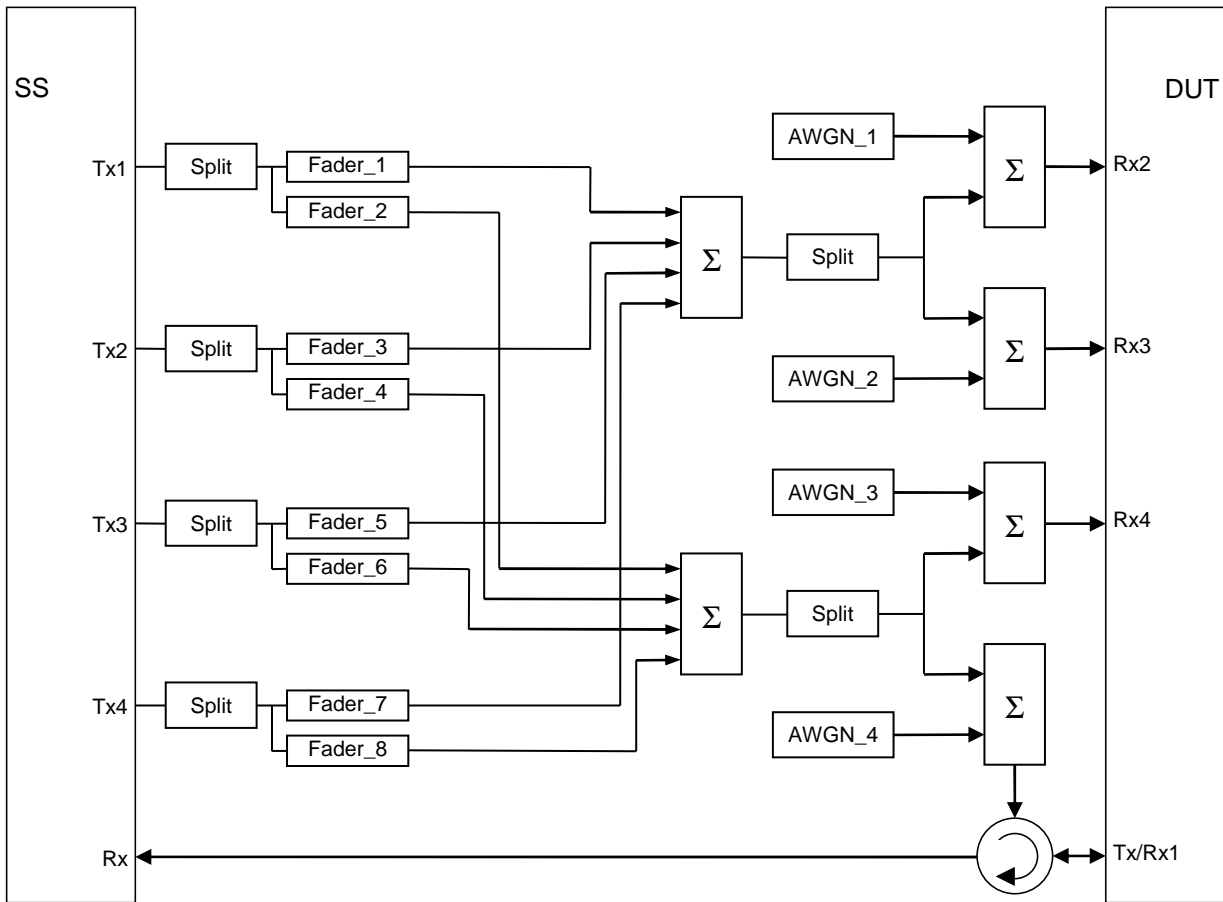 SS
DUT
AWGN_1
Tx1
Split
Fader_1
Σ
Rx2
Fader_2
Σ
Split
Tx2
Split
Fader_3
Σ
Rx3
Fader_4
AWGN_2
AWGN_3
Tx3
Split
Fader_5
Σ
Rx4
Fader_6
Σ
Split
Tx4
Split
Fader_7
Σ
Fader_8
AWGN_4
Rx
Tx/Rx1